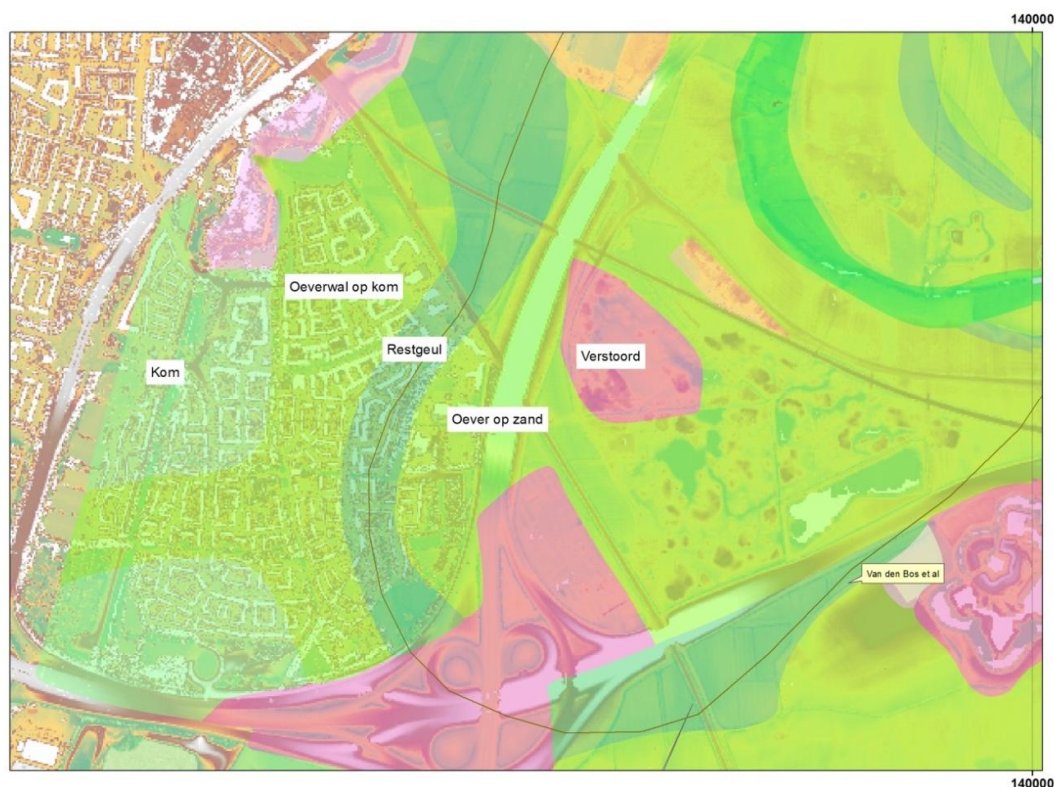 140000
Oeverwal op kom
Restgeul
Kom
Verstoord
Oever op zand
Van den Bos et al
140000